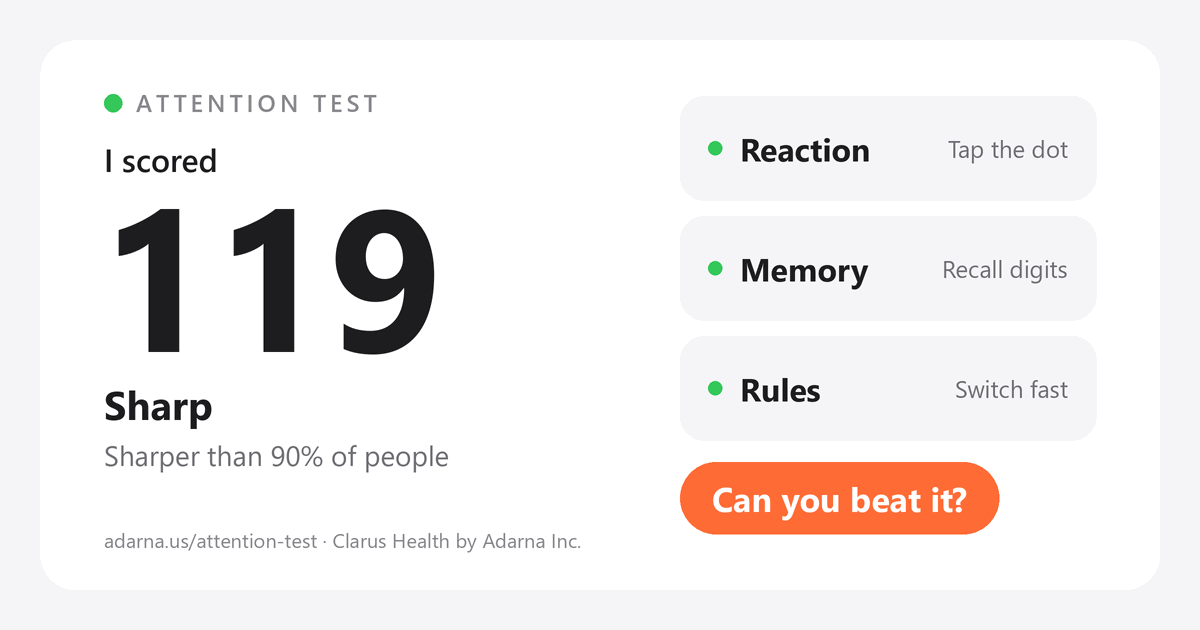 ATTENTION TEST
I scored
119
Sharp
Sharper than 90% of people
adarna.us/attention-test · Clarus Health by Adarna Inc.
Reaction Tap the dot
Memory Recall digits
Rules Switch fast
Can you beat it?